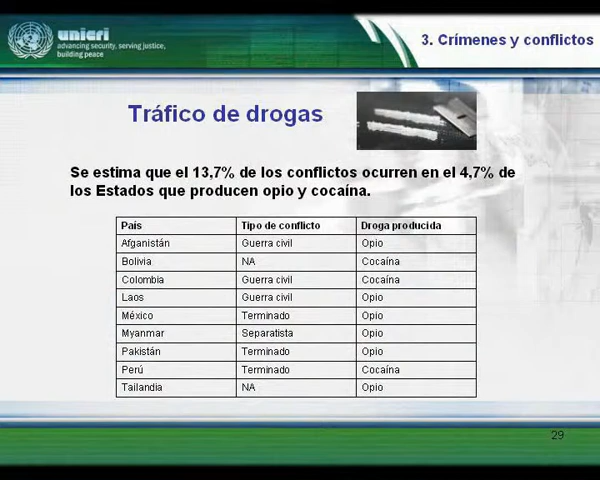 unicri
advancing security, serving justice,
building peace
3. Crímenes y conflictos
Tráfico de drogas
Se estima que el 13,7% de los conflictos ocurren en el 4,7% de
los Estados que producen opio y cocaína.
País Tipo de conflicto Droga producida
Afganistán Guerra civil Opio
Bolivia NA Cocaína
Colombia Guerra civil Cocaína
Laos Guerra civil Opio
México Terminado Opio
Myanmar Separatista Opio
Pakistán Terminado Opio
Perú Terminado Cocaína
Tailandia NA Opio
29